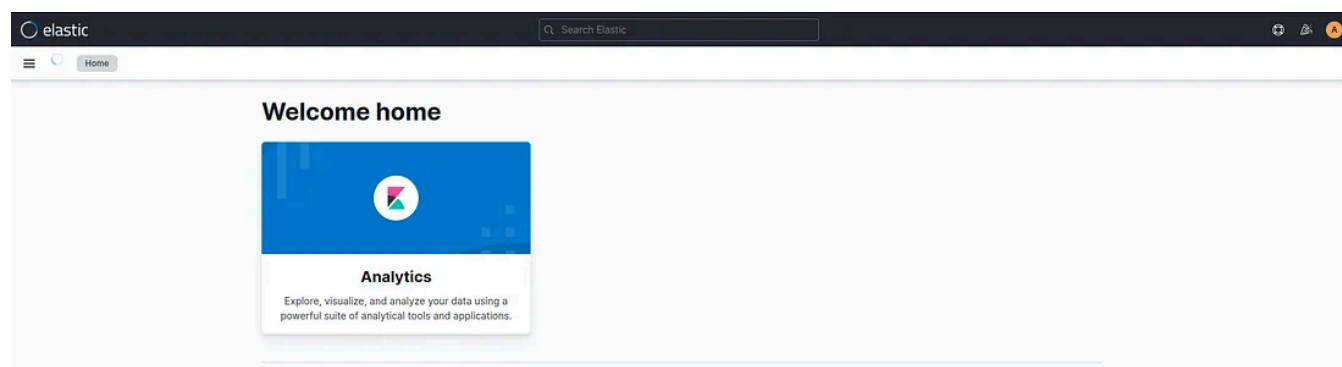 elastic
Search Elastic
A
Home
Welcome home
Analytics
Explore, visualize, and analyze your data using a
powerful suite of analytical tools and applications.